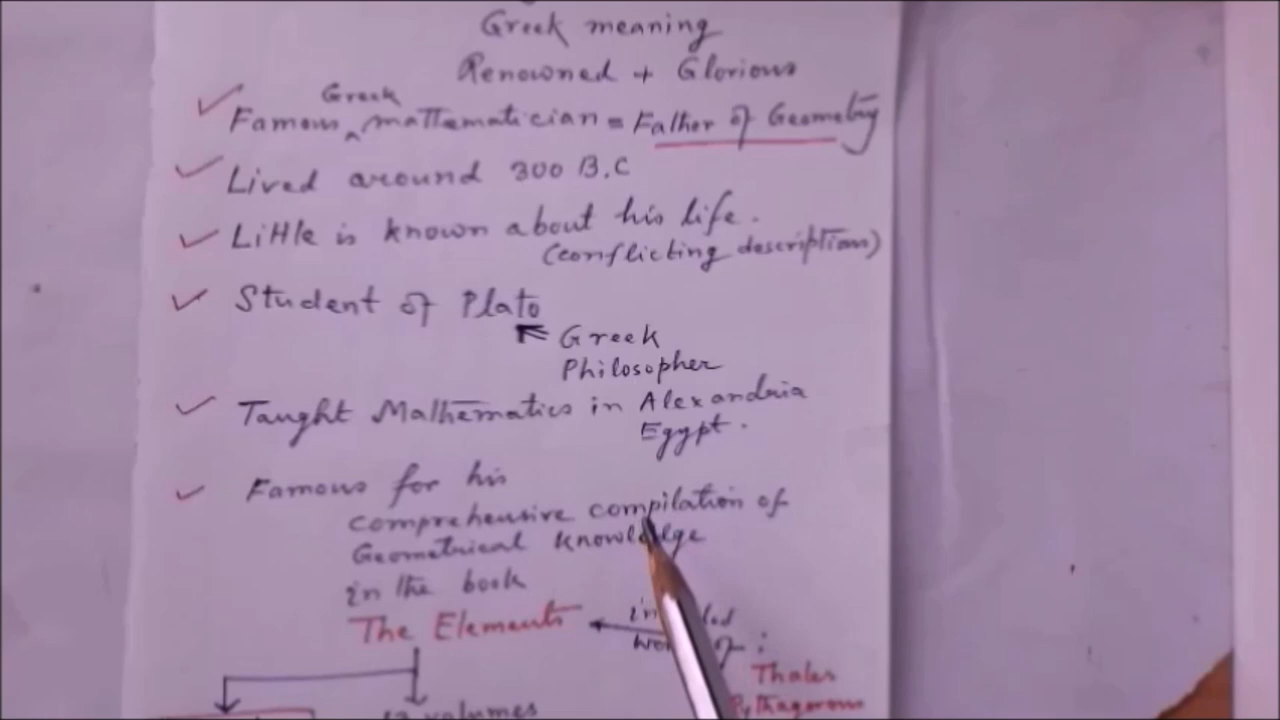 Greek meaning
Renowned + Glorious
Greek
Famous ^ mathematician = Father of Geometry
Lived around 300 B.C
Little is known about his life.
(conflicting description)
Student of Plato
Greek
Philosopher
Taught Mathematics in Alexandria
Egypt.
Famous for his
comprehensive compilation of
Geometrical knowledge
in the book
The Elements
:
Thales
Pythagorous
volumes